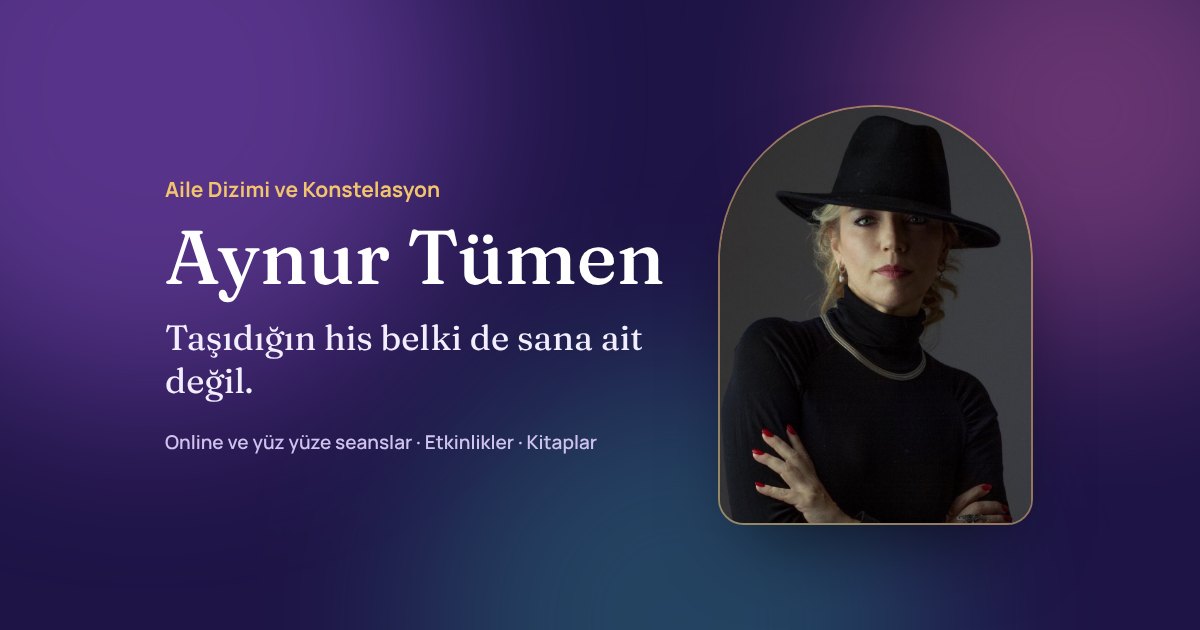 Aile Dizimi ve Konstelasyon
Aynur Tümen
Taşıdığın his belki de sana ait
değil.
Online ve yüz yüze seanslar · Etkinlikler · Kitaplar